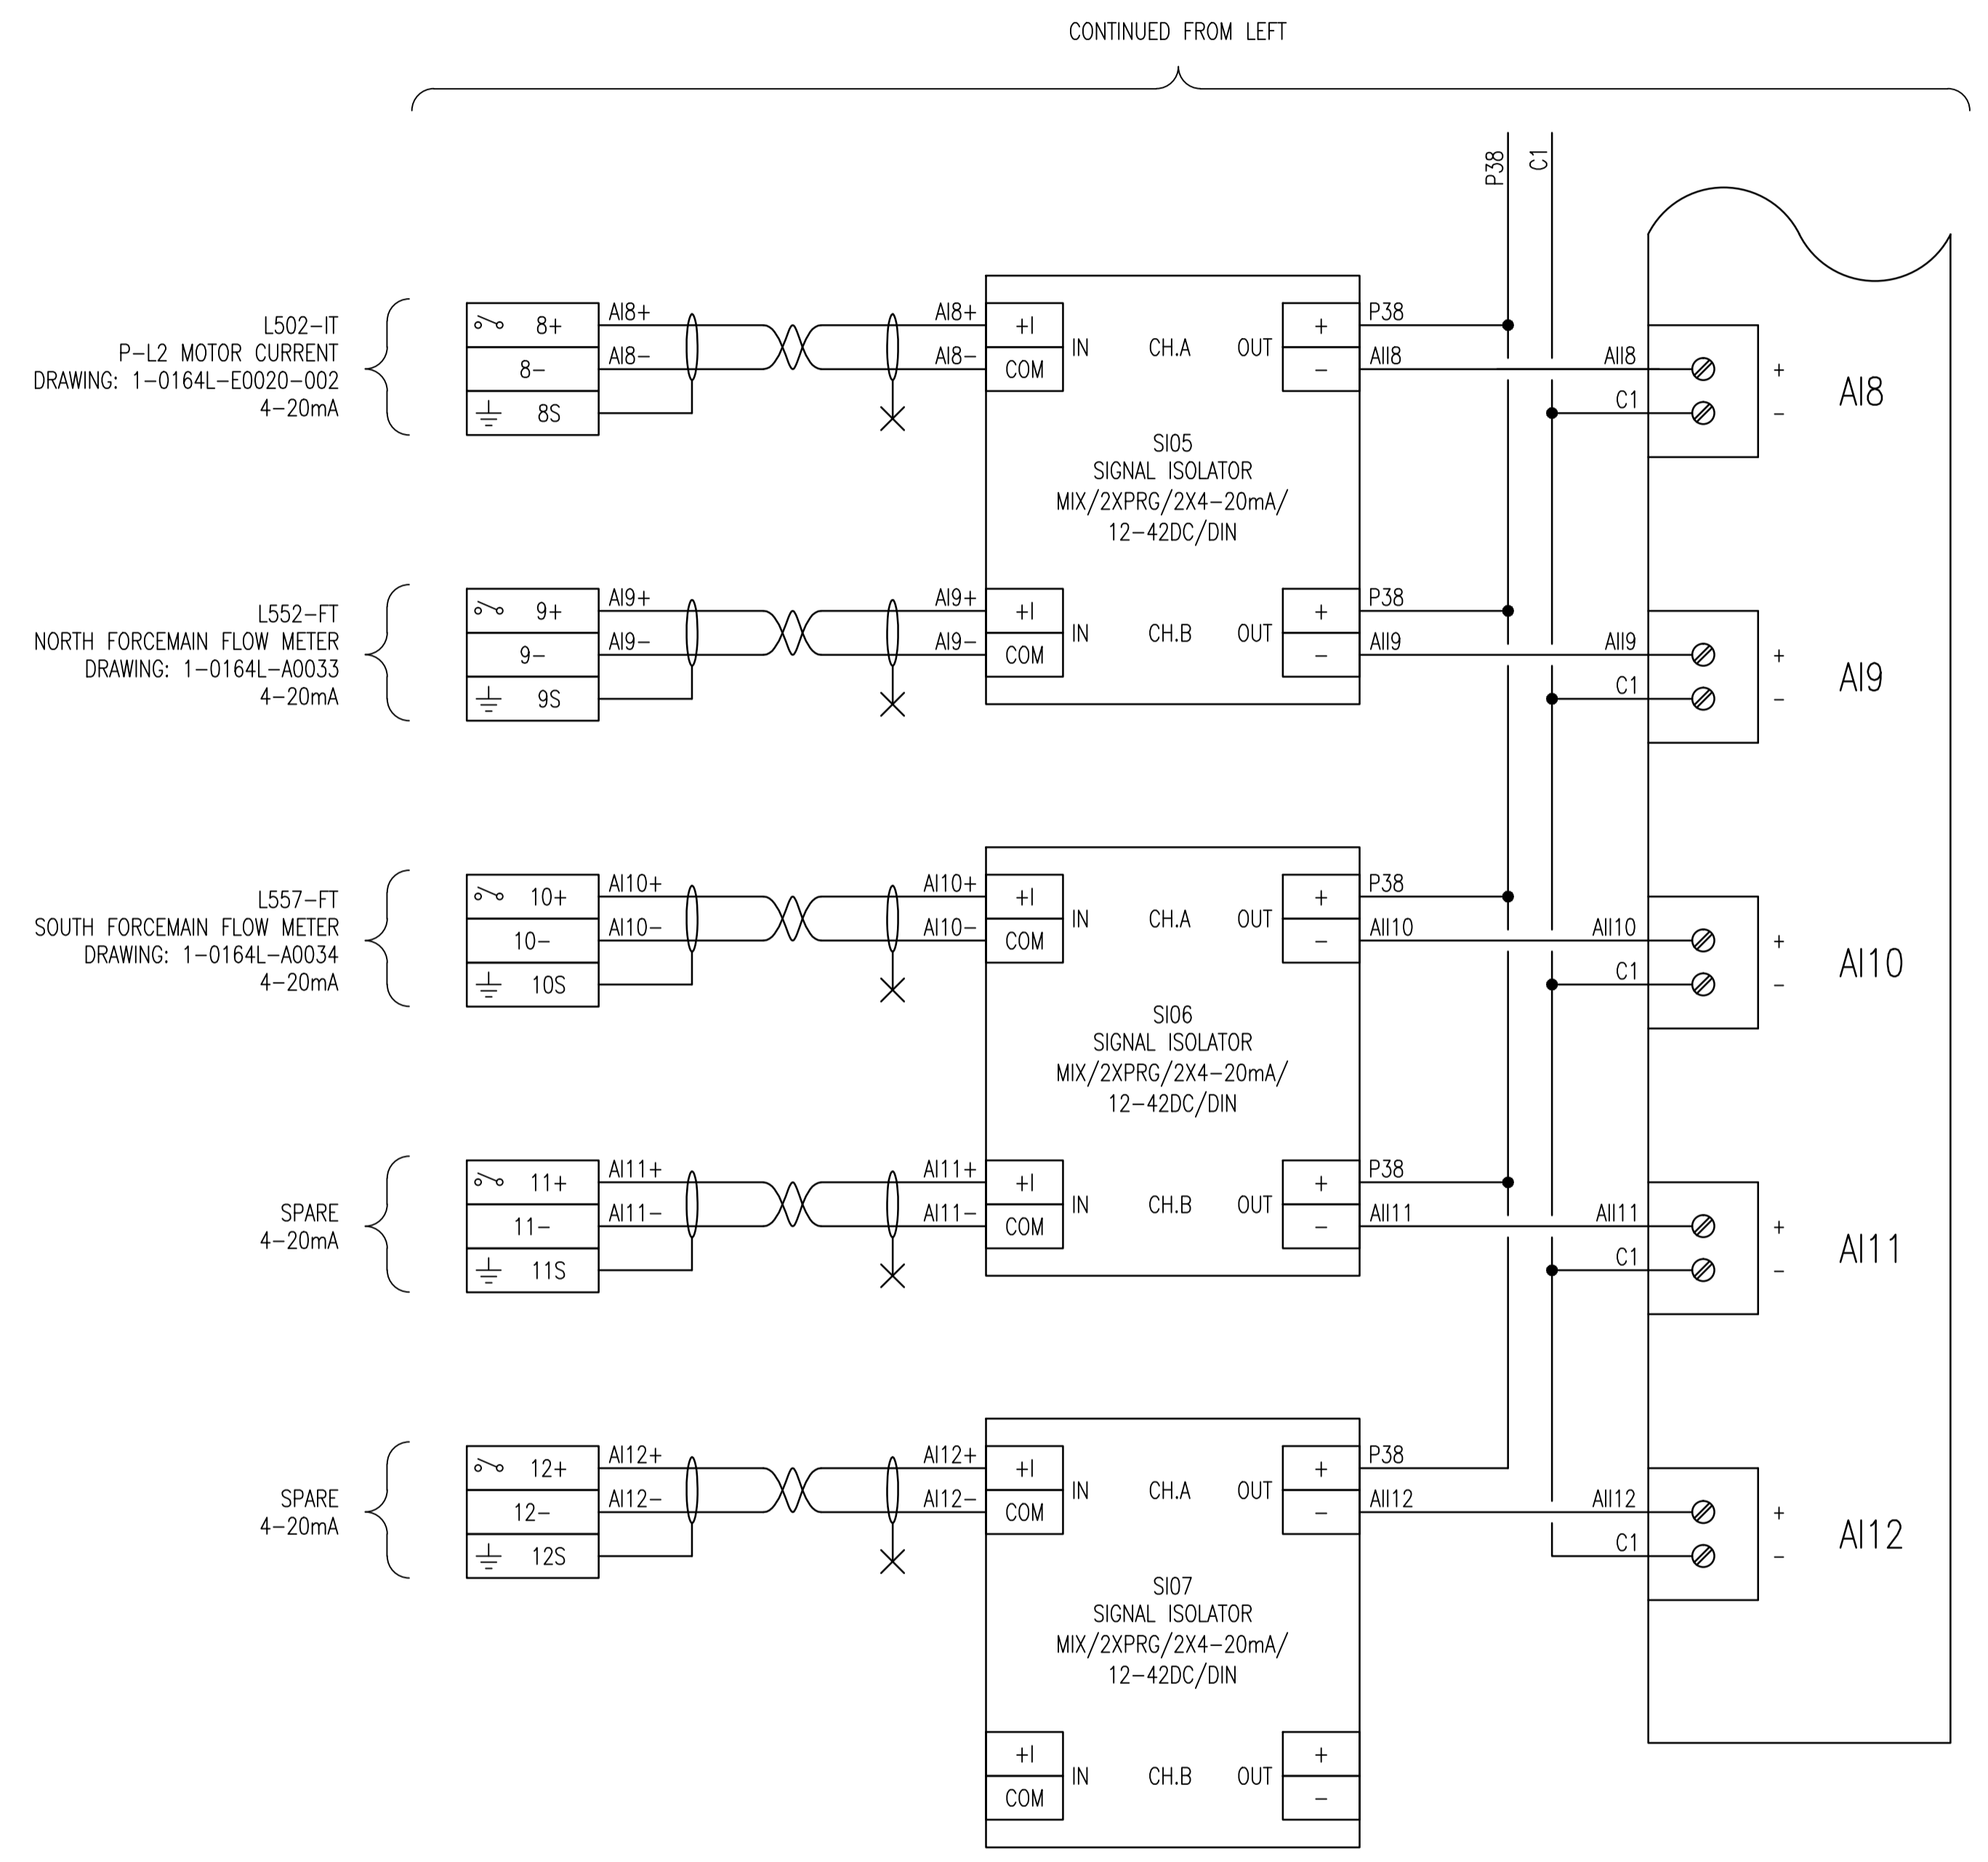 CONTINUED FROM LEFT
P38
C1
L502-IT
P-L2 MOTOR CURRENT
DRAWING: 1-0164L-E0020-002
4-20mA
8+
8-
8S
AI8+
AI8-
AI8+
AI8-
+I
COM
IN
CH.A
OUT
+
-
P38
AII8
AII8
C1
+
-
AI8
SI05
SIGNAL ISOLATOR
MIX/2XPRG/2X4-20mA/
12-42DC/DIN
L552-FT
NORTH FORCEMAIN FLOW METER
DRAWING: 1-0164L-A0033
4-20mA
9+
9-
9S
AI9+
AI9-
AI9+
AI9-
+I
COM
IN
CH.B
OUT
+
-
P38
AII9
AII9
C1
+
-
AI9
L557-FT
SOUTH FORCEMAIN FLOW METER
DRAWING: 1-0164L-A0034
4-20mA
10+
10-
10S
AI10+
AI10-
AI10+
AI10-
+I
COM
IN
CH.A
OUT
+
-
P38
AII10
AII10
C1
+
-
AI10
SI06
SIGNAL ISOLATOR
MIX/2XPRG/2X4-20mA/
12-42DC/DIN
SPARE
4-20mA
11+
11-
11S
AI11+
AI11-
AI11+
AI11-
+I
COM
IN
CH.B
OUT
+
-
P38
AII11
AII11
C1
+
-
AI11
SPARE
4-20mA
12+
12-
12S
AI12+
AI12-
AI12+
AI12-
+I
COM
IN
CH.A
OUT
+
-
P38
AII12
AII12
C1
+
-
AI12
SI07
SIGNAL ISOLATOR
MIX/2XPRG/2X4-20mA/
12-42DC/DIN
+I
COM
IN
CH.B
OUT
+
-